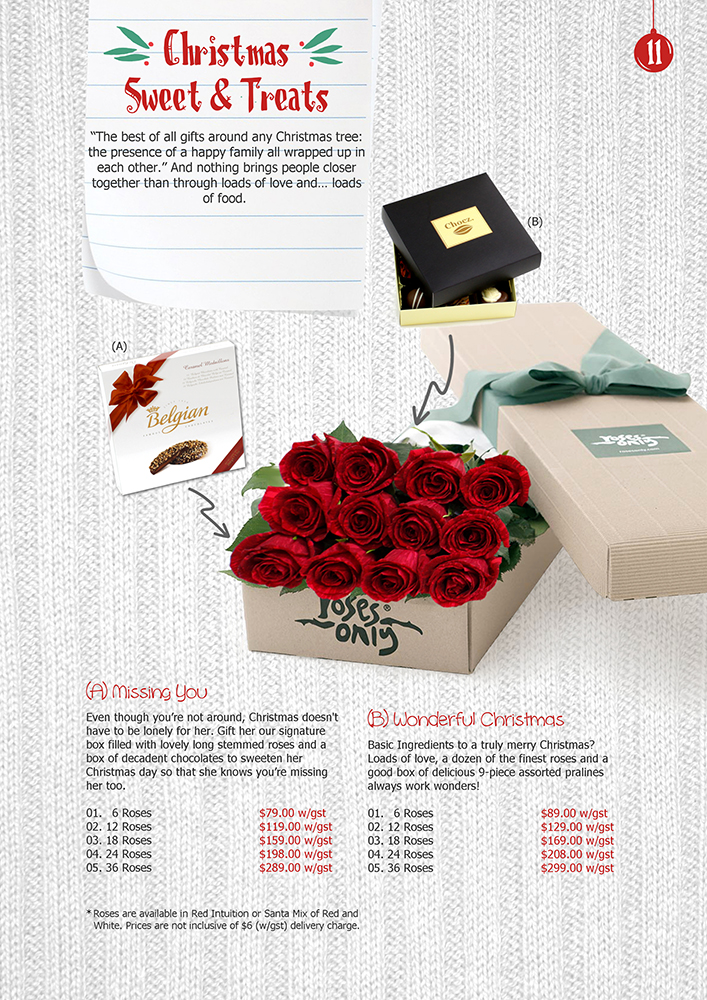 11
Christmas
Sweet & Treats
“The best of all gifts around any Christmas tree:
the presence of a happy family all wrapped up in
each other.” And nothing brings people closer
together than through loads of love and... loads
of food.
(B)
Chocz.
(A)
Caramel Medallions
Belgian
roses
only
rosesonly.com
roses®
only
(A) Missing You
Even though you’re not around, Christmas doesn't
have to be lonely for her. Gift her our signature
box filled with lovely long stemmed roses and a
box of decadent chocolates to sweeten her
Christmas day so that she knows you’re missing
her too.
01. 6 Roses $79.00 w/gst
02. 12 Roses $119.00 w/gst
03. 18 Roses $159.00 w/gst
04. 24 Roses $198.00 w/gst
05. 36 Roses $289.00 w/gst
(B) Wonderful Christmas
Basic Ingredients to a truly merry Christmas?
Loads of love, a dozen of the finest roses and a
good box of delicious 9-piece assorted pralines
always work wonders!
01. 6 Roses $89.00 w/gst
02. 12 Roses $129.00 w/gst
03. 18 Roses $169.00 w/gst
04. 24 Roses $208.00 w/gst
05. 36 Roses $299.00 w/gst
* Roses are available in Red Intuition or Santa Mix of Red and
White. Prices are not inclusive of $6 (w/gst) delivery charge.